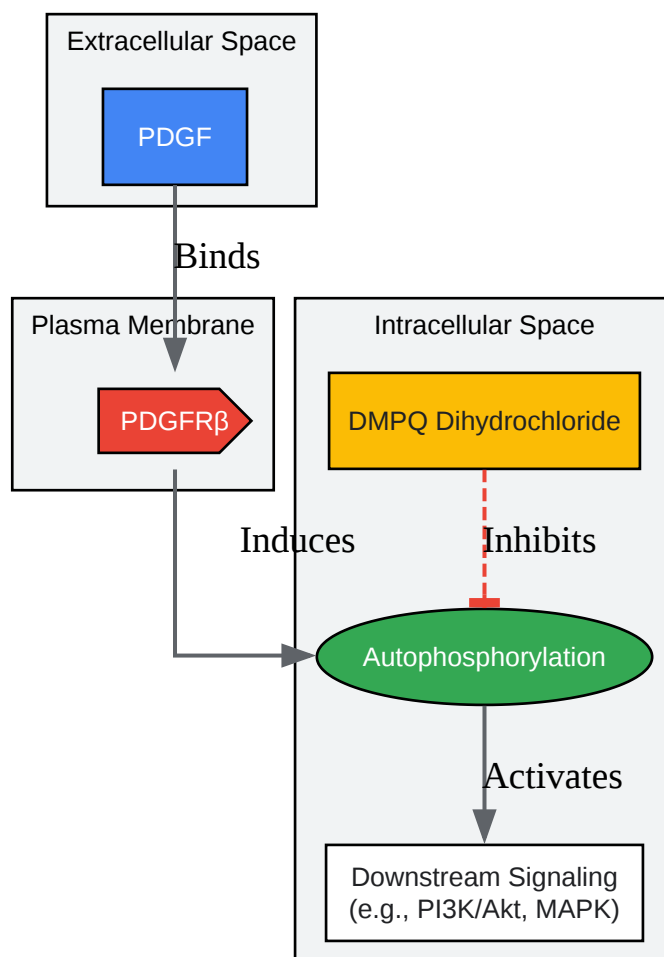 Extracellular Space
PDGF
Binds
Plasma Membrane
PDGFRβ
Intracellular Space
DMPQ Dihydrochloride
Induces
Inhibits
Autophosphorylation
Activates
Downstream Signaling
(e.g., PI3K/Akt, MAPK)